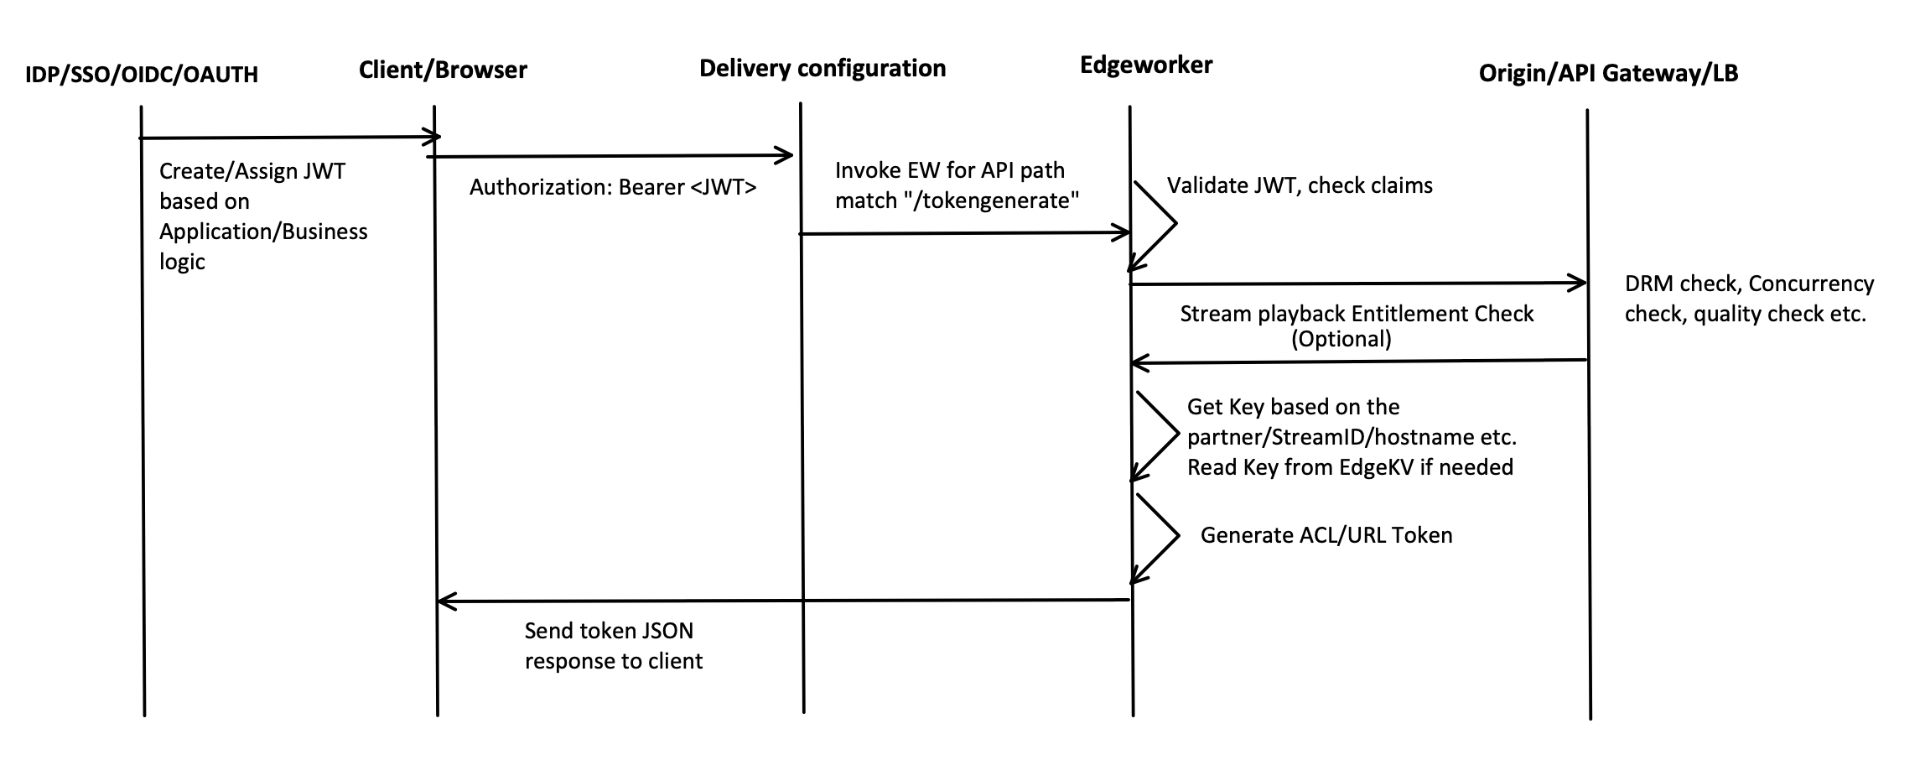 IDP/SSO/OIDC/OAUTH
Client/Browser
Delivery configuration
Edgeworker
Origin/API Gateway/LB
Create/Assign JWT
based on
Application/Business
logic
Authorization: Bearer <JWT>
Invoke EW for API path
match "/tokengenerate"
Validate JWT, check claims
DRM check, Concurrency
check, quality check etc.
Stream playback Entitlement Check
(Optional)
Get Key based on the
partner/StreamID/hostname etc.
Read Key from EdgeKV if needed
Generate ACL/URL Token
Send token JSON
response to client